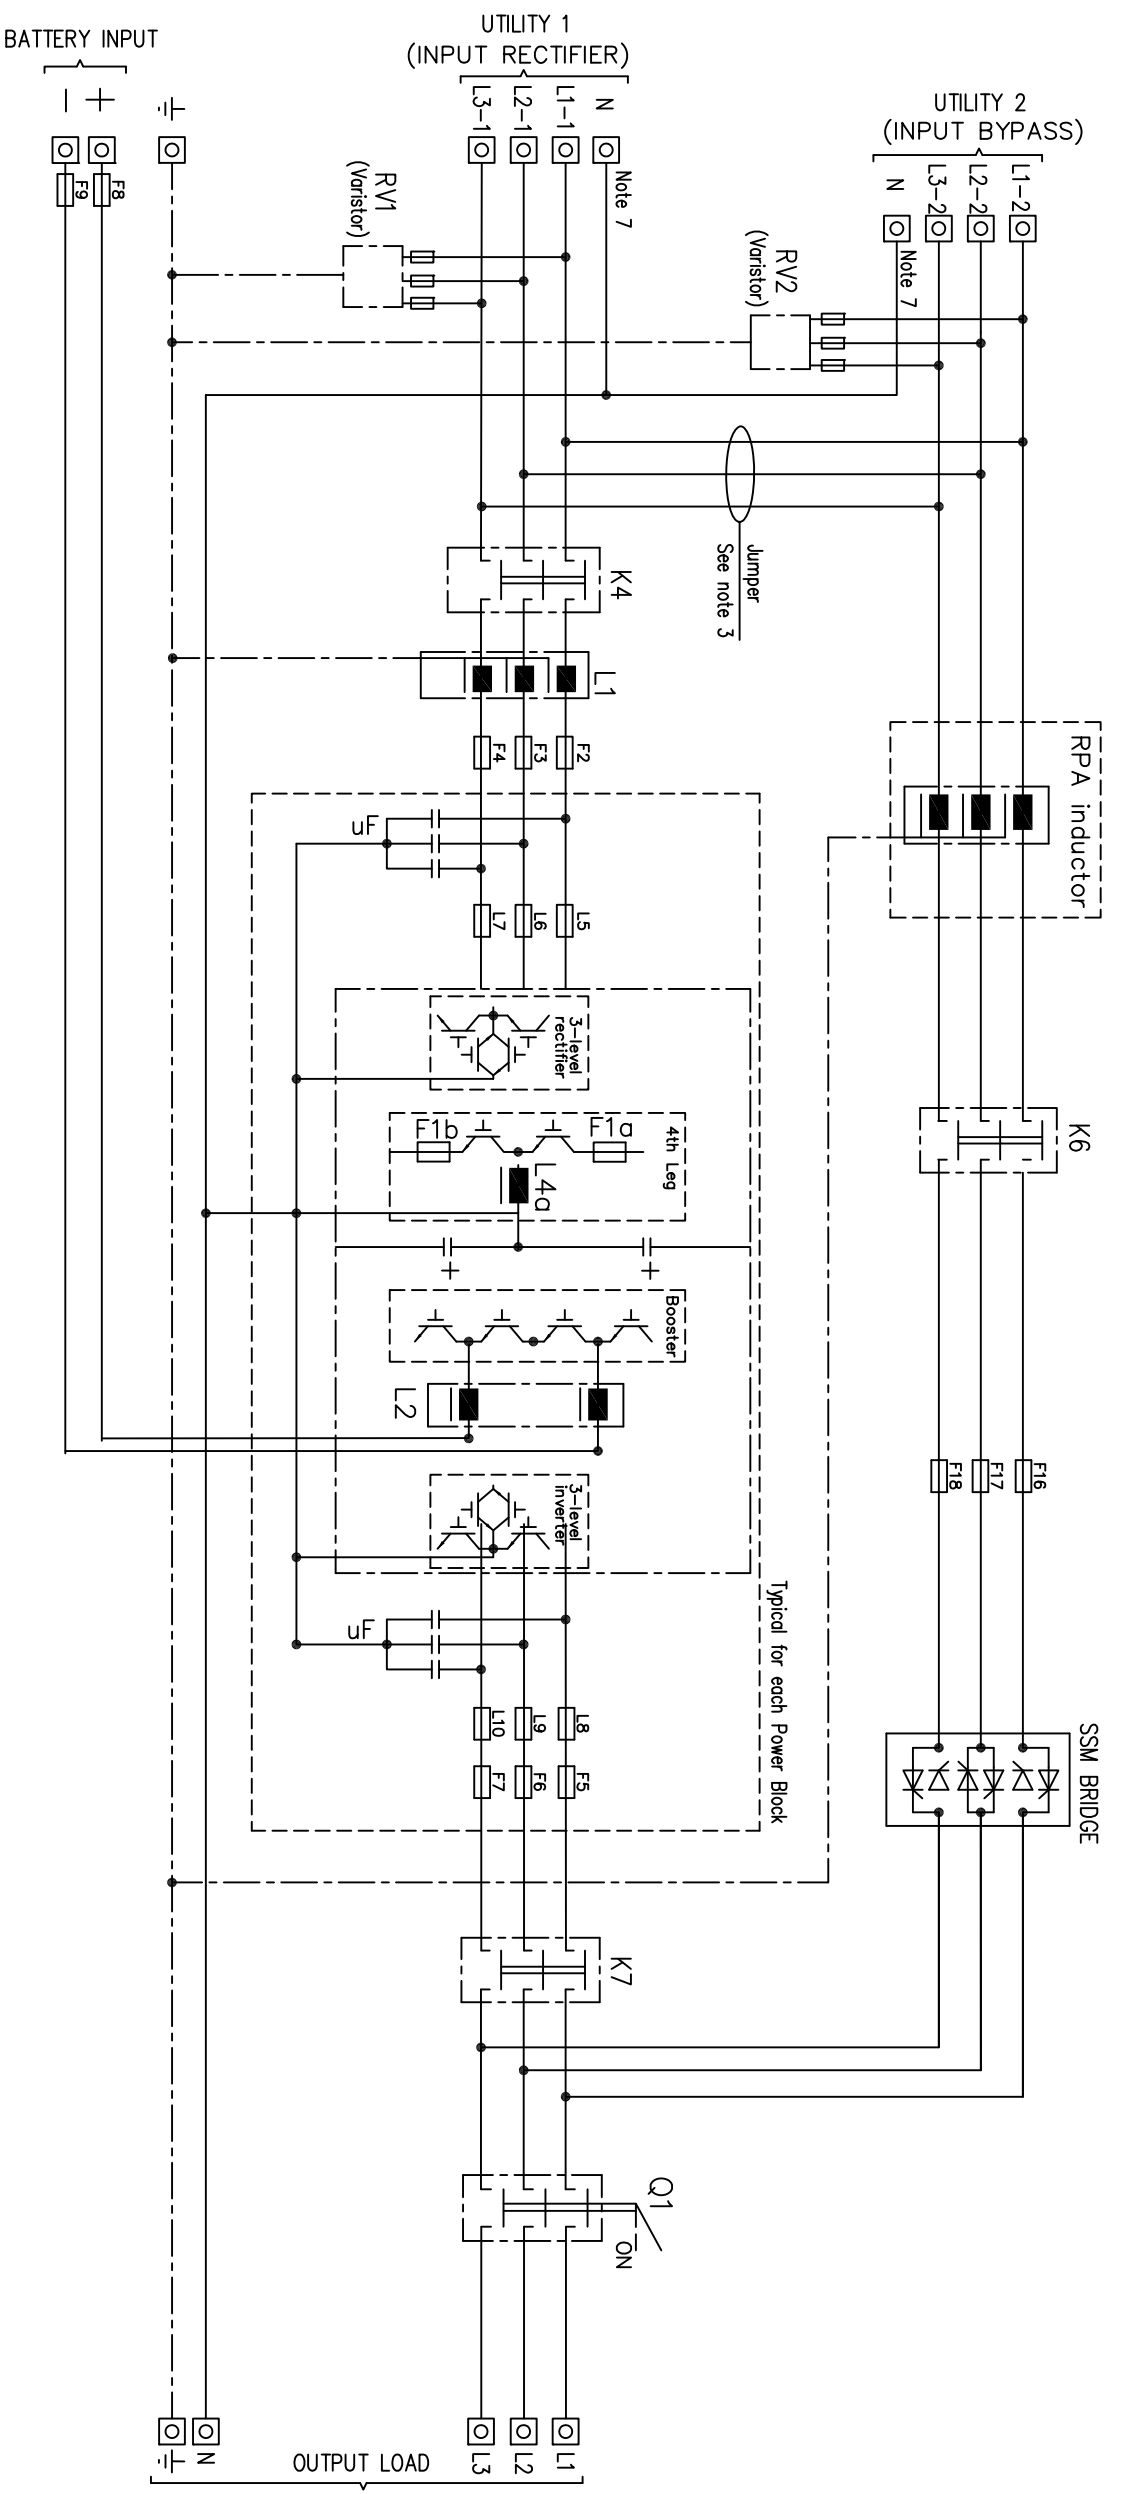 BATTERY INPUT
− +
UTILITY 1
(INPUT RECTIFIER)
L3-1
L2-1
L1-1
N
UTILITY 2
(INPUT BYPASS)
N
L3-2
L2-2
L1-2
F9
F8
RV1
(Varistor)
Note 7
RV2
(Varistor)
Note 7
Jumper
See note 3
K4
L1
F4
F3
F2
RPA inductor
uF
L7
L6
L5
3-level
rectifier
K6
F1b
F1a
4th Leg
L4a
+
+
Booster
L2
3-level
inverter
F18
F17
F16
Typical for each Power Block
uF
L10
L9
L8
F7
F6
F5
SSM BRIDGE
K7
Q1
ON
N
L3
L2
L1
OUTPUT LOAD